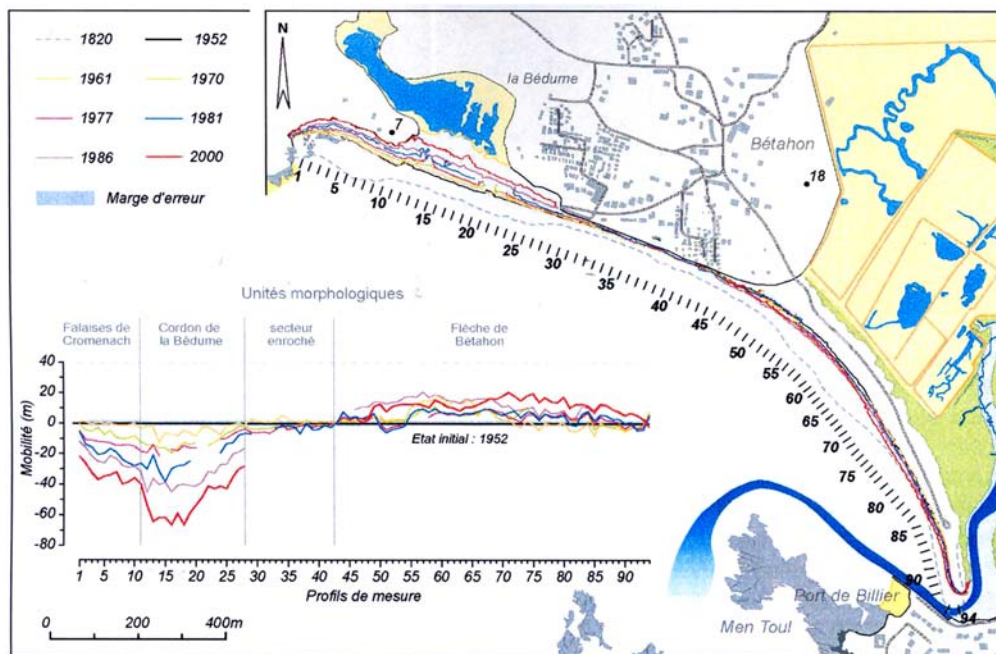 1820
1952
1961
1970
1977
1981
1986
2000
Marge d'erreur
N
la Bédume
7
Bétahon
18
1
5
10
15
20
25
30
35
40
45
50
55
60
65
70
75
80
85
90
94
Port de Billier
Men Toul
Unités morphologiques
Falaises de Cromenach
Cordon de la Bédume
secteur enroché
Flèche de Bétahon
Mobilité (m)
40
20
0
-20
-40
-60
-80
Etat initial : 1952
1 5 10 15 20 25 30 35 40 45 50 55 60 65 70 75 80 85 90
Profils de mesure
0 200 400m